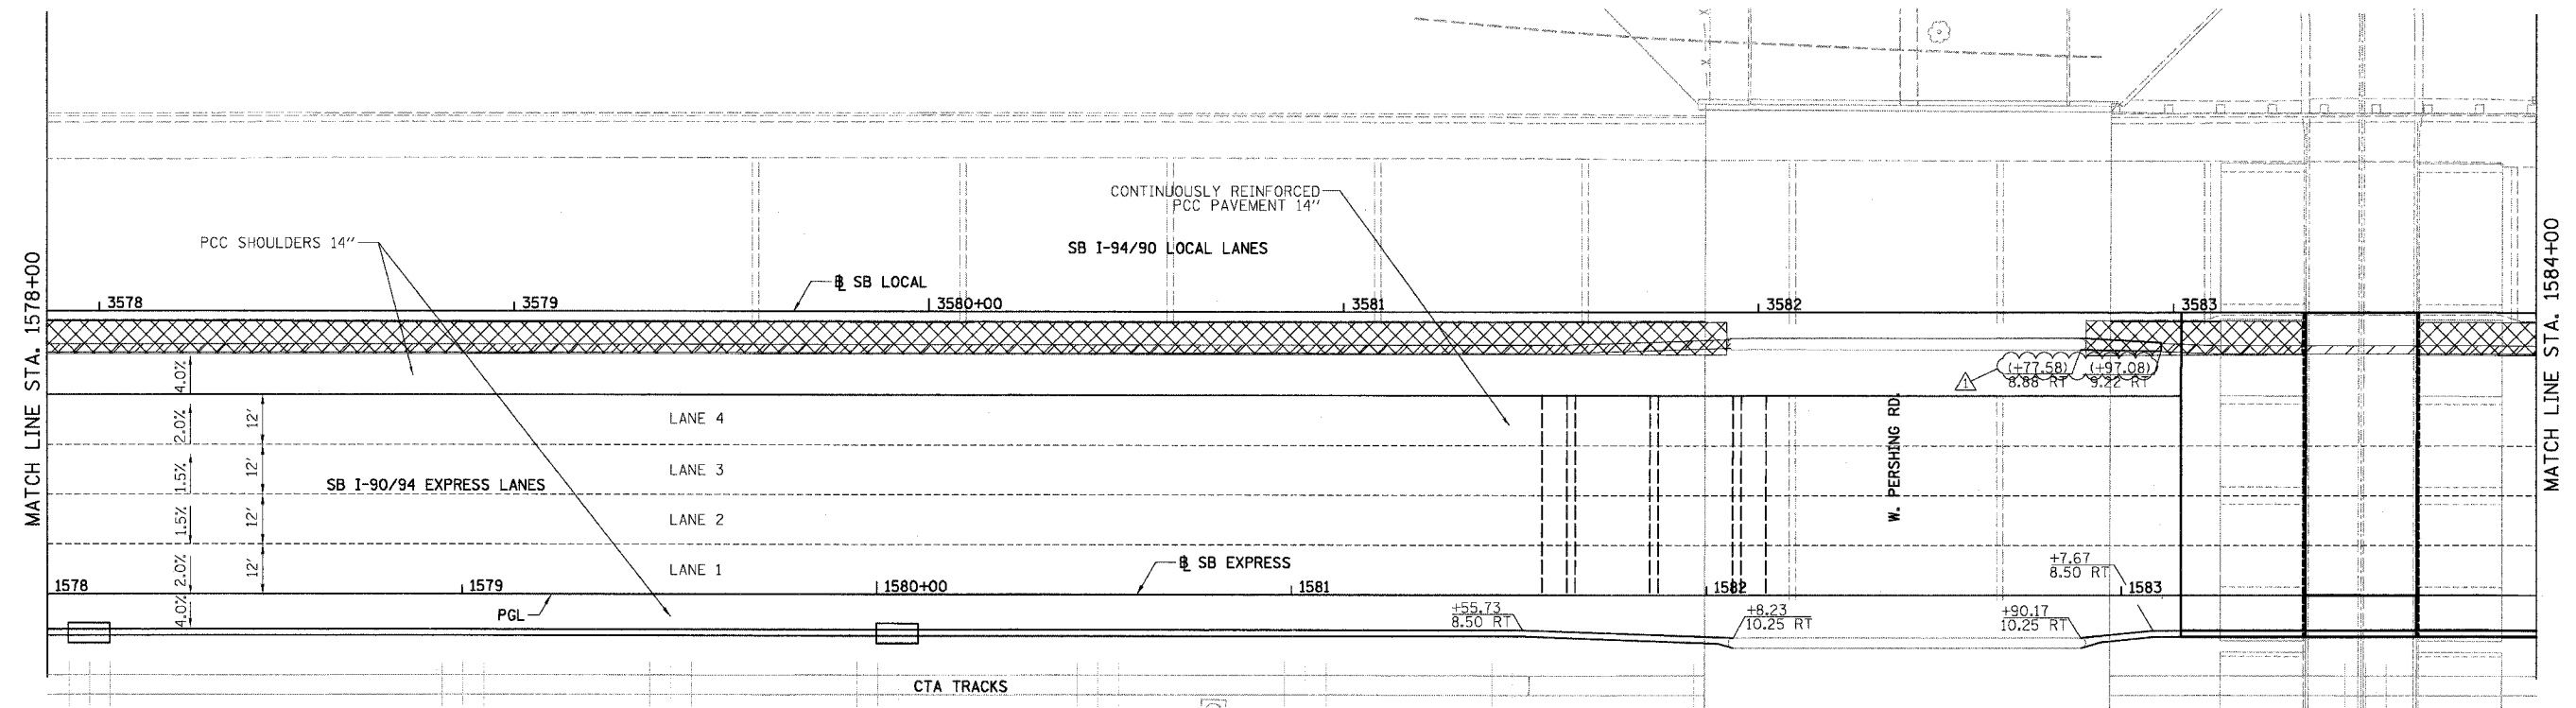 MATCH LINE STA. 1578+00
MATCH LINE STA. 1584+00
CONTINUOUSLY REINFORCED
PCC PAVEMENT 14"
PCC SHOULDERS 14"
SB I-94/90 LOCAL LANES
℄ SB LOCAL
3578
3579
3580+00
3581
3582
3583
(+77.58)
8.88 RT
(+97.08)
9.22 RT
1
4.0%
2.0%
12'
LANE 4
1.5%
12'
LANE 3
SB I-90/94 EXPRESS LANES
W. PERSHING RD.
1.5%
12'
LANE 2
2.0%
12'
LANE 1
℄ SB EXPRESS
+7.67
8.50 RT
1578
1579
1580+00
1581
1582
1583
4.0%
PGL
+55.73
8.50 RT
+8.23
10.25 RT
+90.17
10.25 RT
CTA TRACKS